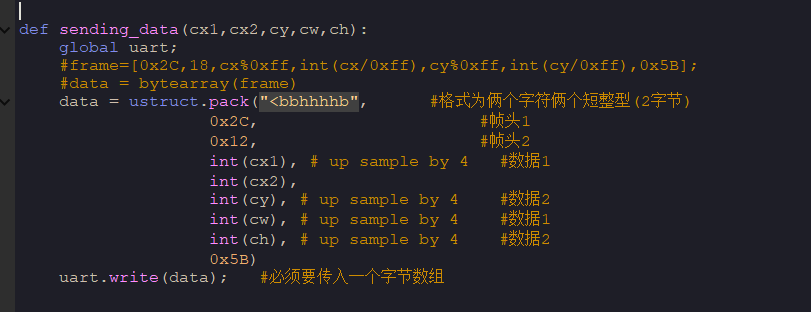 def sending_data(cx1,cx2,cy,cw,ch):
    global uart;
    #frame=[0x2C,18,cx%0xff,int(cx/0xff),cy%0xff,int(cy/0xff),0x5B];
    #data = bytearray(frame)
    data = ustruct.pack("<bbhhhhhb",       #格式为俩个字符俩个短整型(2字节)
                   0x2C,                      #帧头1
                   0x12,                      #帧头2
                   int(cx1), # up sample by 4   #数据1
                   int(cx2),
                   int(cy), # up sample by 4    #数据2
                   int(cw), # up sample by 4    #数据1
                   int(ch), # up sample by 4    #数据2
                   0x5B)
    uart.write(data);   #必须要传入一个字节数组